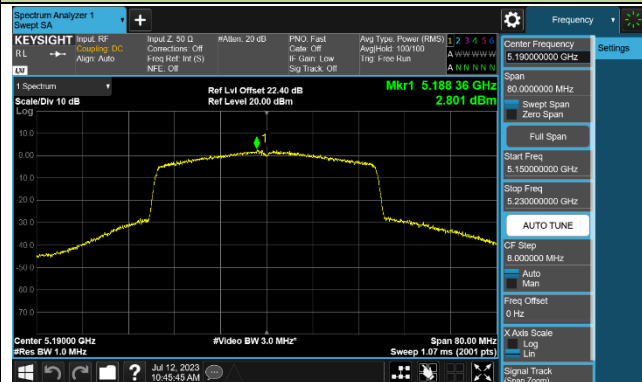 Spectrum Analyzer 1
Swept SA
Frequency
KEYSIGHT
RL
Input: RF
Coupling: DC
Align: Auto
Input Z: 50 Ω
Corrections: Off
Freq Ref: Int (S)
NFE: Off
#Atten: 20 dB
PNO: Fast
Gate: Off
IF Gain: Low
Sig Track: Off
Avg Type: Power (RMS)
Avg|Hold: 100/100
Trig: Free Run
1 2 3 4 5 6
A W W W W W
A N N N N N
LXI
1 Spectrum
Scale/Div 10 dB
Log
Ref Lvl Offset 22.40 dB
Ref Level 20.00 dBm
Mkr1 5.188 36 GHz
2.801 dBm
1
10.0
0.00
-10.0
-20.0
-30.0
-40.0
-50.0
-60.0
-70.0
Center 5.19000 GHz
#Res BW 1.0 MHz
#Video BW 3.0 MHz*
Span 80.00 MHz
Sweep 1.07 ms (2001 pts)
Jul 12, 2023
10:45:45 AM
Center Frequency
5.190000000 GHz
Span
80.0000000 MHz
Swept Span
Zero Span
Full Span
Start Freq
5.150000000 GHz
Stop Freq
5.230000000 GHz
AUTO TUNE
CF Step
8.000000 MHz
Auto
Man
Freq Offset
0 Hz
X Axis Scale
Log
Lin
Signal Track
(Span Zoom)
Settings